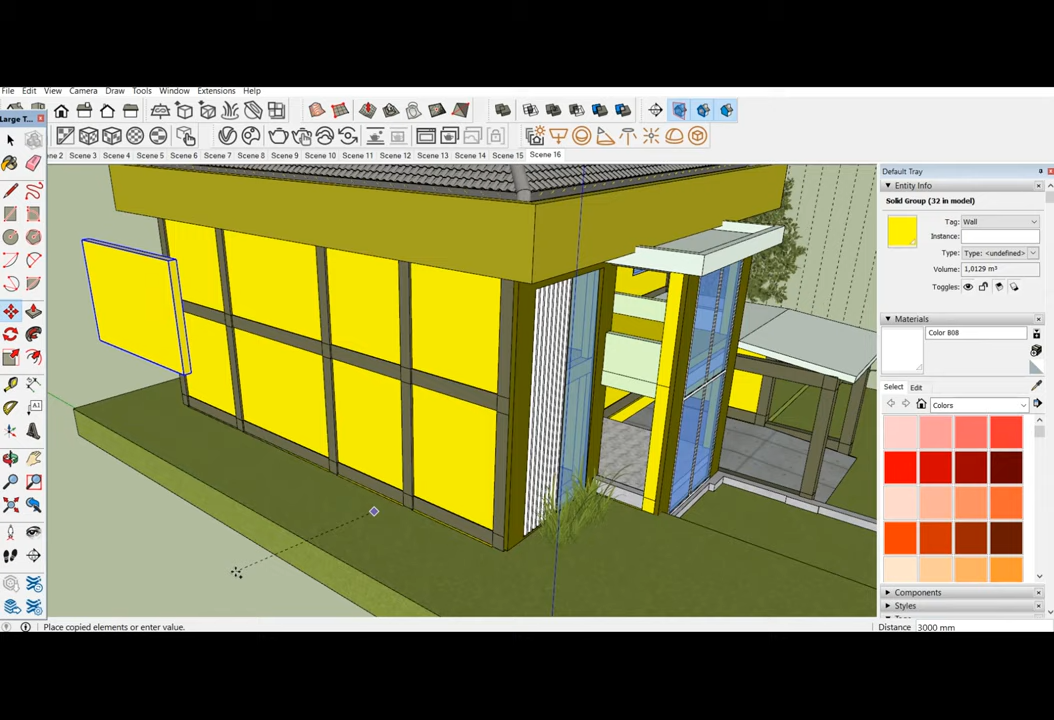 File Edit View Camera Draw Tools Window Extensions Help
Large T...
ne 2 Scene 3 Scene 4 Scene 5 Scene 6 Scene 7 Scene 8 Scene 9 Scene 10 Scene 11 Scene 12 Scene 13 Scene 14 Scene 15 Scene 16
Default Tray
Entity Info
Solid Group (32 in model)
Tag: Wall
Instance:
Type: Type: <undefined>
Volume: 1,0129 m³
Toggles:
Materials
Color B08
Select Edit
Colors
A1
Components
Styles
Place copied elements or enter value.
Distance 3000 mm